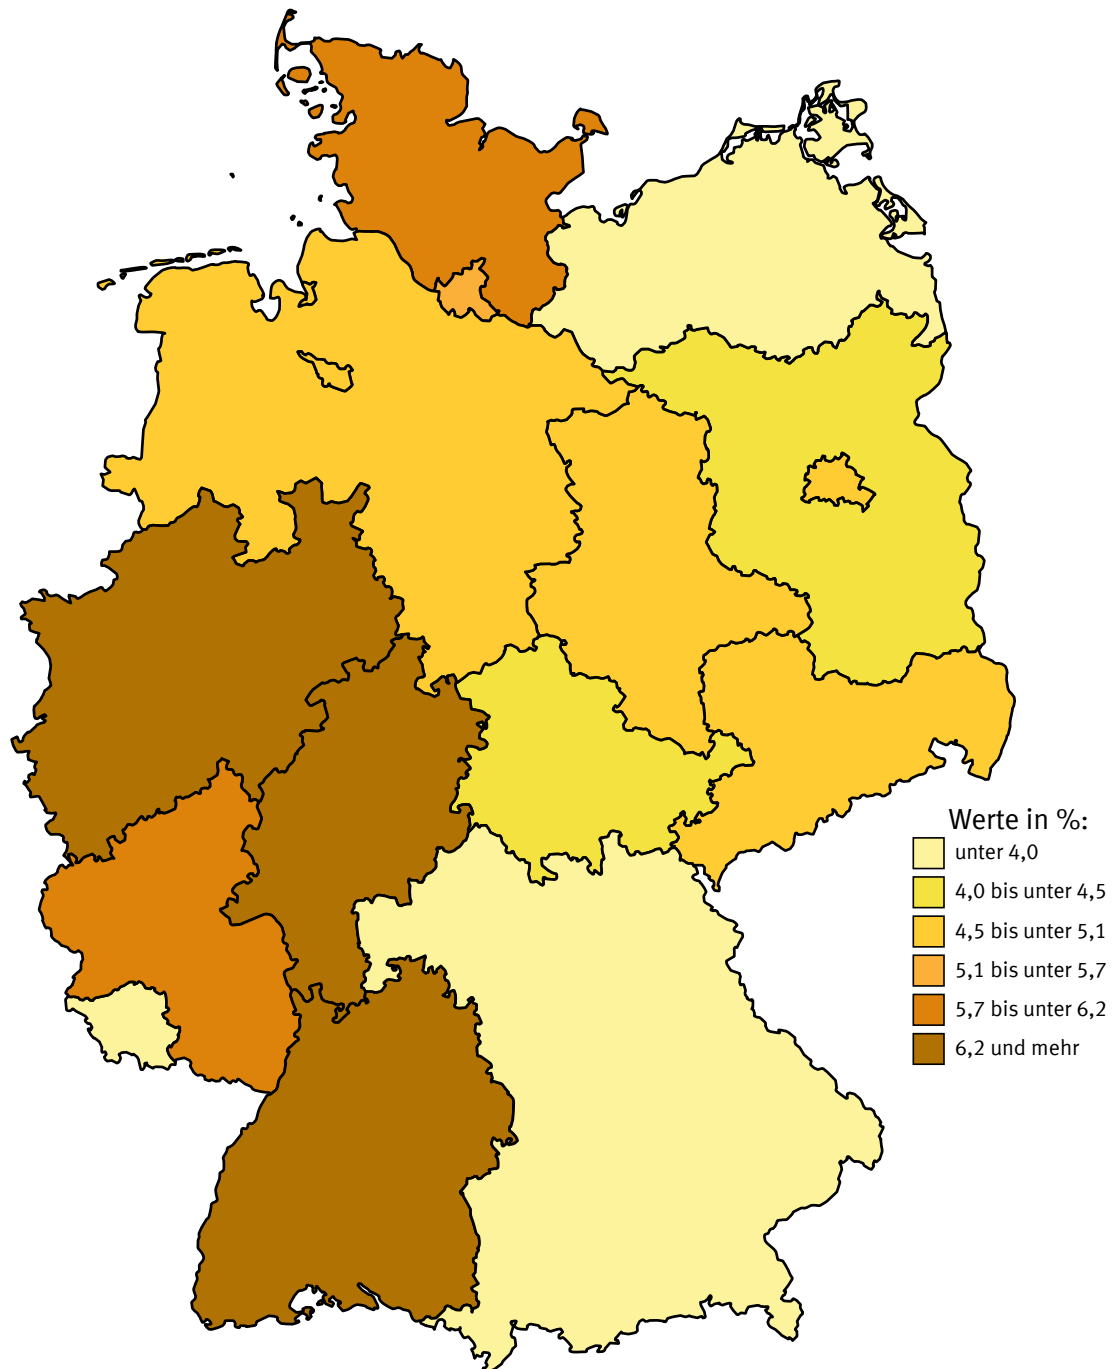 Werte in %:
unter 4,0
4,0 bis unter 4,5
4,5 bis unter 5,1
5,1 bis unter 5,7
5,7 bis unter 6,2
6,2 und mehr